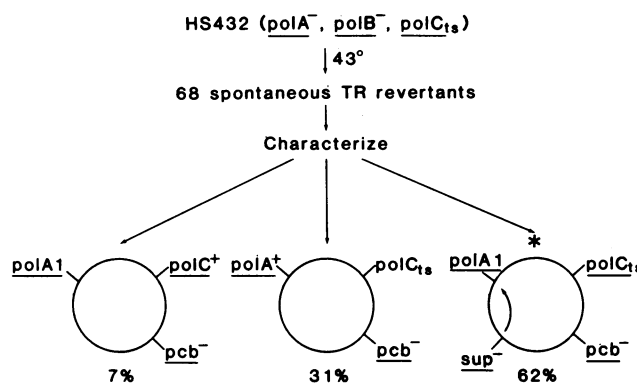 HS432 (polA⁻, polB⁻, polCts)
43°
68 spontaneous TR revertants
Characterize
*
polA1 polC⁺ polA⁺ polCts polA1 polCts
pcb⁻ pcb⁻ sup⁻ pcb⁻
7% 31% 62%